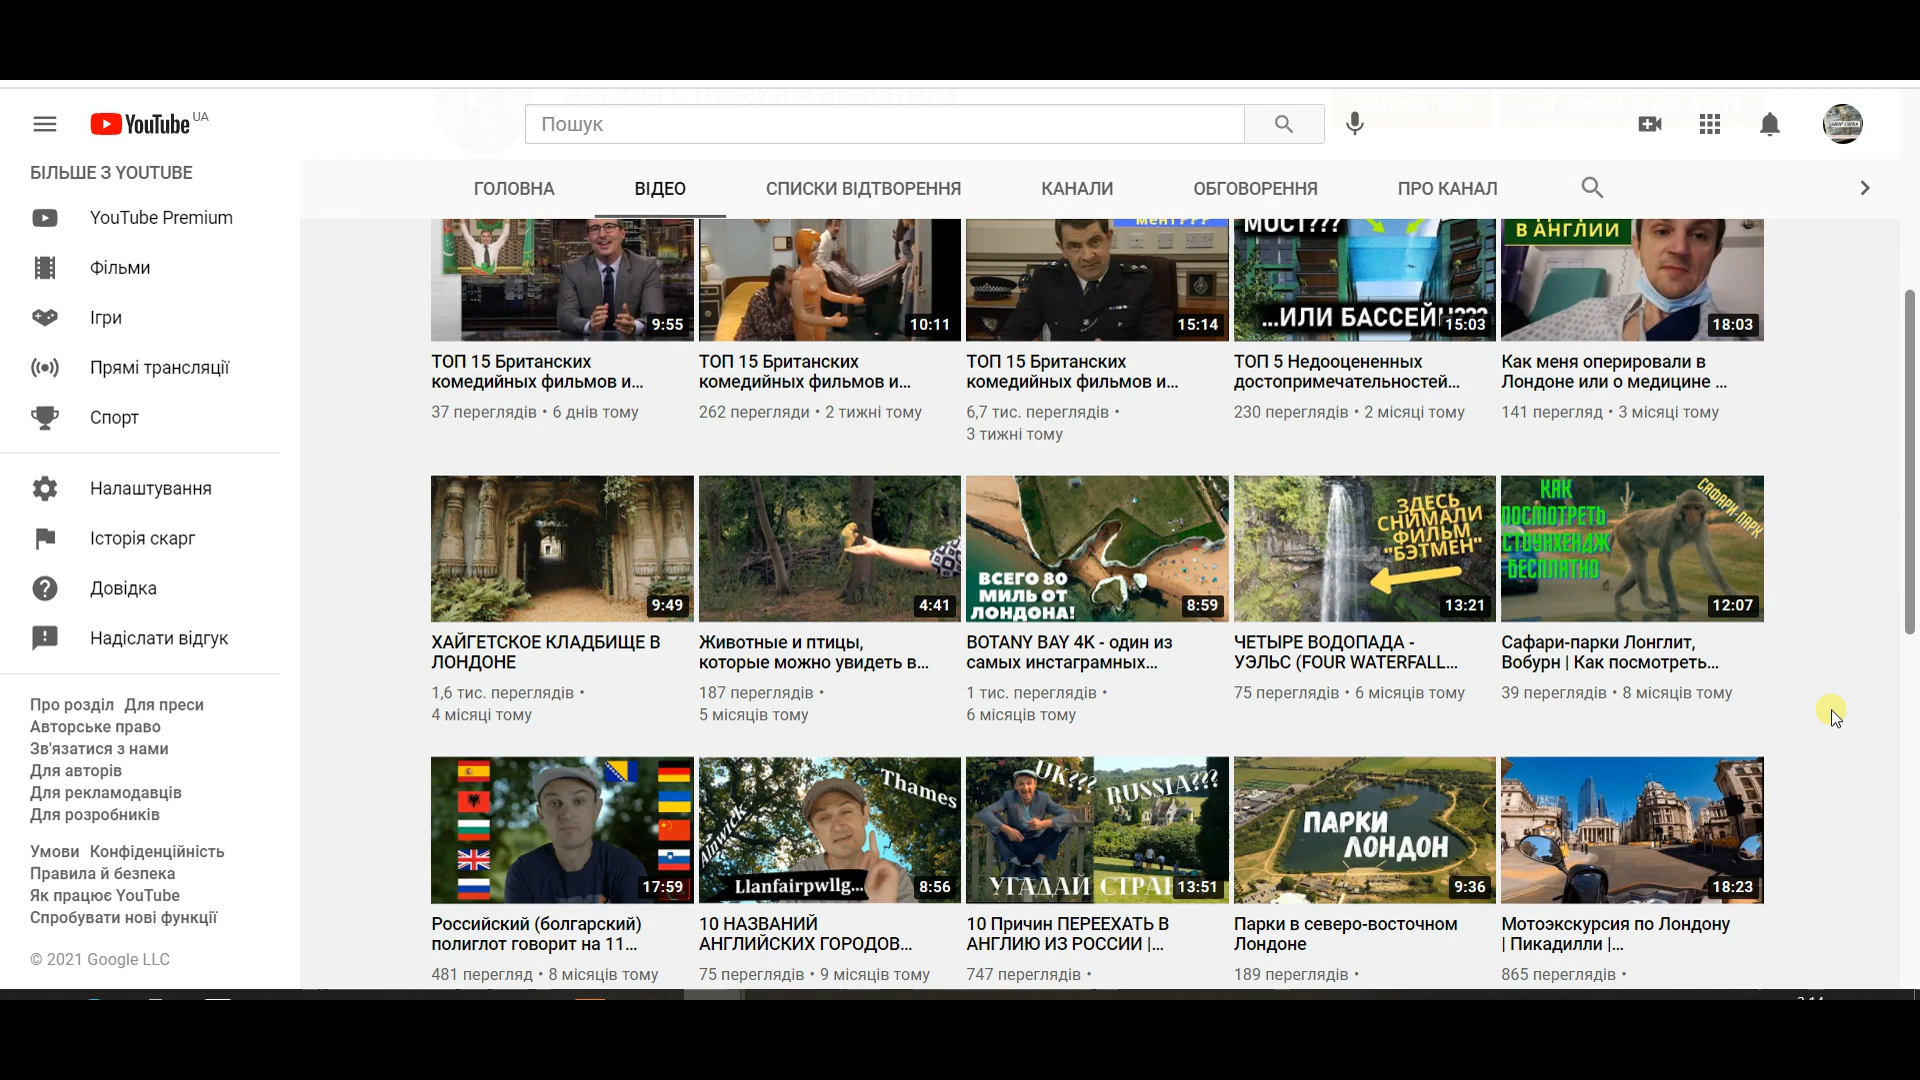 YouTube UA
Пошук
БІЛЬШЕ З YOUTUBE
YouTube Premium
Фільми
Ігри
Прямі трансляції
Спорт
Налаштування
Історія скарг
Довідка
Надіслати відгук
Про розділ Для преси
Авторське право
Зв'язатися з нами
Для авторів
Для рекламодавців
Для розробників
Умови Конфіденційність
Правила й безпека
Як працює YouTube
Спробувати нові функції
© 2021 Google LLC
ГОЛОВНА ВІДЕО СПИСКИ ВІДТВОРЕННЯ КАНАЛИ ОБГОВОРЕННЯ ПРО КАНАЛ
9:55
ТОП 15 Британских
комедийных фильмов и...
37 переглядів • 6 днів тому
10:11
ТОП 15 Британских
комедийных фильмов и...
262 перегляди • 2 тижні тому
мент???
15:14
ТОП 15 Британских
комедийных фильмов и...
6,7 тис. переглядів •
3 тижні тому
МОСТ???
...ИЛИ БАССЕЙН???
15:03
ТОП 5 Недооцененных
достопримечательностей...
230 переглядів • 2 місяці тому
В АНГЛИИ
18:03
Как меня оперировали в
Лондоне или о медицине ...
141 перегляд • 3 місяці тому
9:49
ХАЙГЕТСКОЕ КЛАДБИЩЕ В
ЛОНДОНЕ
1,6 тис. переглядів •
4 місяці тому
4:41
Животные и птицы,
которые можно увидеть в...
187 переглядів •
5 місяців тому
ВСЕГО 80
МИЛЬ ОТ
ЛОНДОНА!
8:59
BOTANY BAY 4K - один из
самых инстаграмных...
1 тис. переглядів •
6 місяців тому
ЗДЕСЬ
СНИМАЛИ
ФИЛЬМ
"БЭТМЕН"
13:21
ЧЕТЫРЕ ВОДОПАДА -
УЭЛЬС (FOUR WATERFALL...
75 переглядів • 6 місяців тому
КАК
ПОСМОТРЕТЬ
СТОУНХЕНДЖ
БЕСПЛАТНО
САФАРИ-ПАРК
12:07
Сафари-парки Лонглит,
Вобурн | Как посмотреть...
39 переглядів • 8 місяців тому
17:59
Российский (болгарский)
полиглот говорит на 11...
481 перегляд • 8 місяців тому
Thames
Alnwick
Llanfairpwllg...
8:56
10 НАЗВАНИЙ
АНГЛИЙСКИХ ГОРОДОВ...
75 переглядів • 9 місяців тому
UK???
RUSSIA???
УГАДАЙ СТРАН
13:51
10 Причин ПЕРЕЕХАТЬ В
АНГЛИЮ ИЗ РОССИИ |...
747 переглядів •
ПАРКИ
ЛОНДОН
9:36
Парки в северо-восточном
Лондоне
189 переглядів •
18:23
Мотоэкскурсия по Лондону
| Пикадилли |...
865 переглядів •